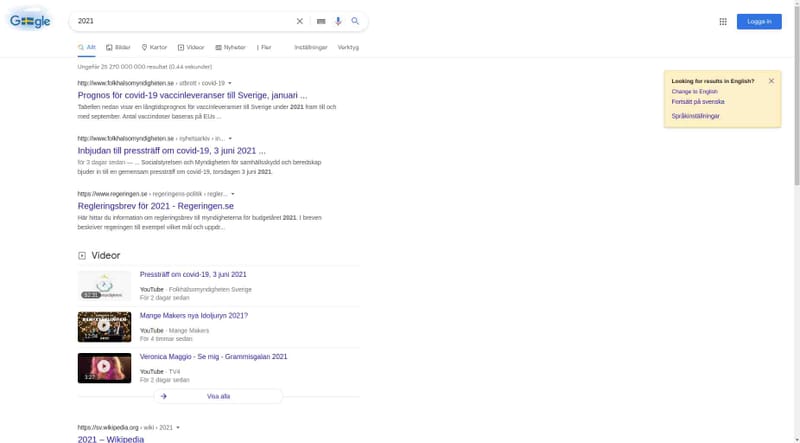 Google
2021
Logga in
Allt
Bilder
Kartor
Videor
Nyheter
Fler
Inställningar
Verktyg
Ungefär 25 270 000 000 resultat (0,44 sekunder)
Looking for results in English?
Change to English
Fortsätt på svenska
Språkinställningar
http://www.folkhalsomyndigheten.se › utbrott › covid-19
Prognos för covid-19 vaccinleveranser till Sverige, januari ...
Tabellen nedan visar en långtidsprognos för vaccinleveranser till Sverige under 2021 fram till och
med september. Antal vaccindoser baseras på EUs ...
http://www.folkhalsomyndigheten.se › nyhetsarkiv › in...
Inbjudan till pressträff om covid-19, 3 juni 2021 ...
för 3 dagar sedan — ... Socialstyrelsen och Myndigheten för samhällsskydd och beredskap
bjuder in till en gemensam pressträff om covid-19, torsdagen 3 juni 2021.
https://www.regeringen.se › regeringens-politik › regler...
Regleringsbrev för 2021 - Regeringen.se
Här hittar du information om regleringsbrev till myndigheterna för budgetåret 2021. I breven
beskriver regeringen till exempel vilket mål och uppdr...
Videor
Pressträff om covid-19, 3 juni 2021
YouTube · Folkhälsomyndigheten Sverige
För 2 dagar sedan
Mange Makers nya Idoljuryn 2021?
YouTube · Mange Makers
För 4 timmar sedan
12:04
Veronica Maggio - Se mig - Grammisgalan 2021
YouTube · TV4
För 2 dagar sedan
3:27
Visa alla
https://sv.wikipedia.org › wiki › 2021
2021 – Wikipedia